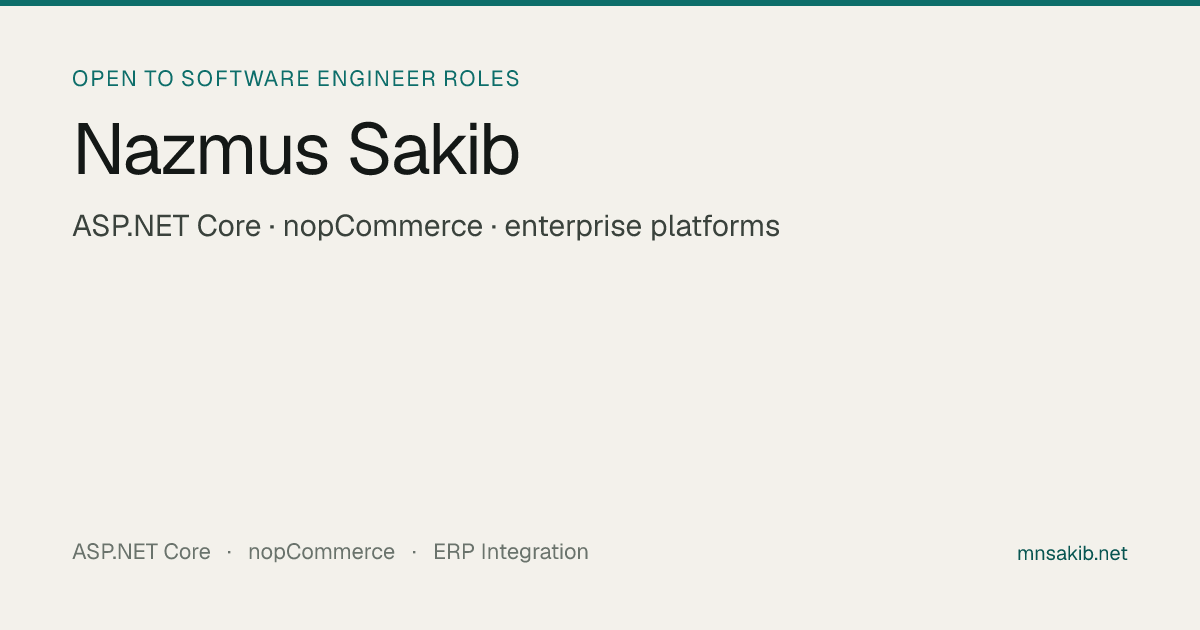 OPEN TO SOFTWARE ENGINEER ROLES
Nazmus Sakib
ASP.NET Core · nopCommerce · enterprise platforms
ASP.NET Core · nopCommerce · ERP Integration
mnsakib.net